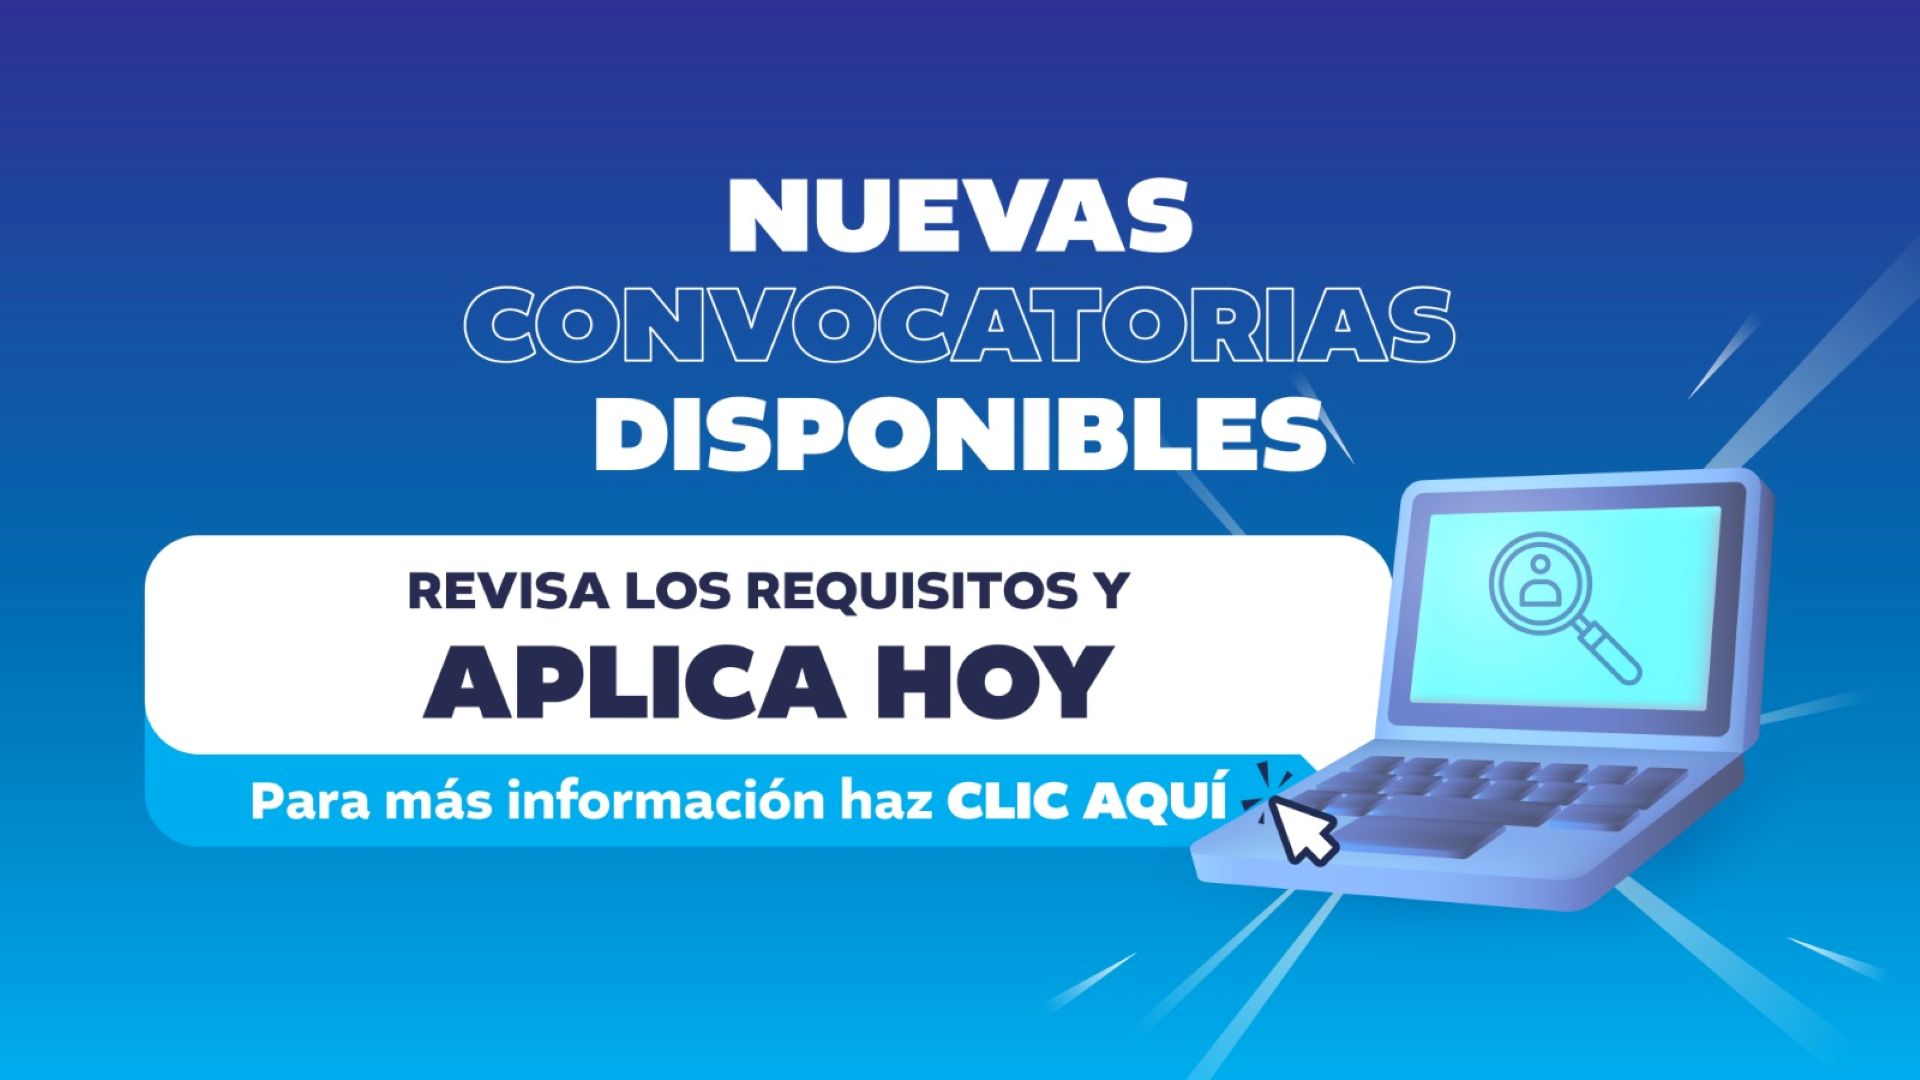 NUEVAS
CONVOCATORIAS
DISPONIBLES
REVISA LOS REQUISITOS Y
APLICA HOY
Para más información haz CLIC AQUÍ